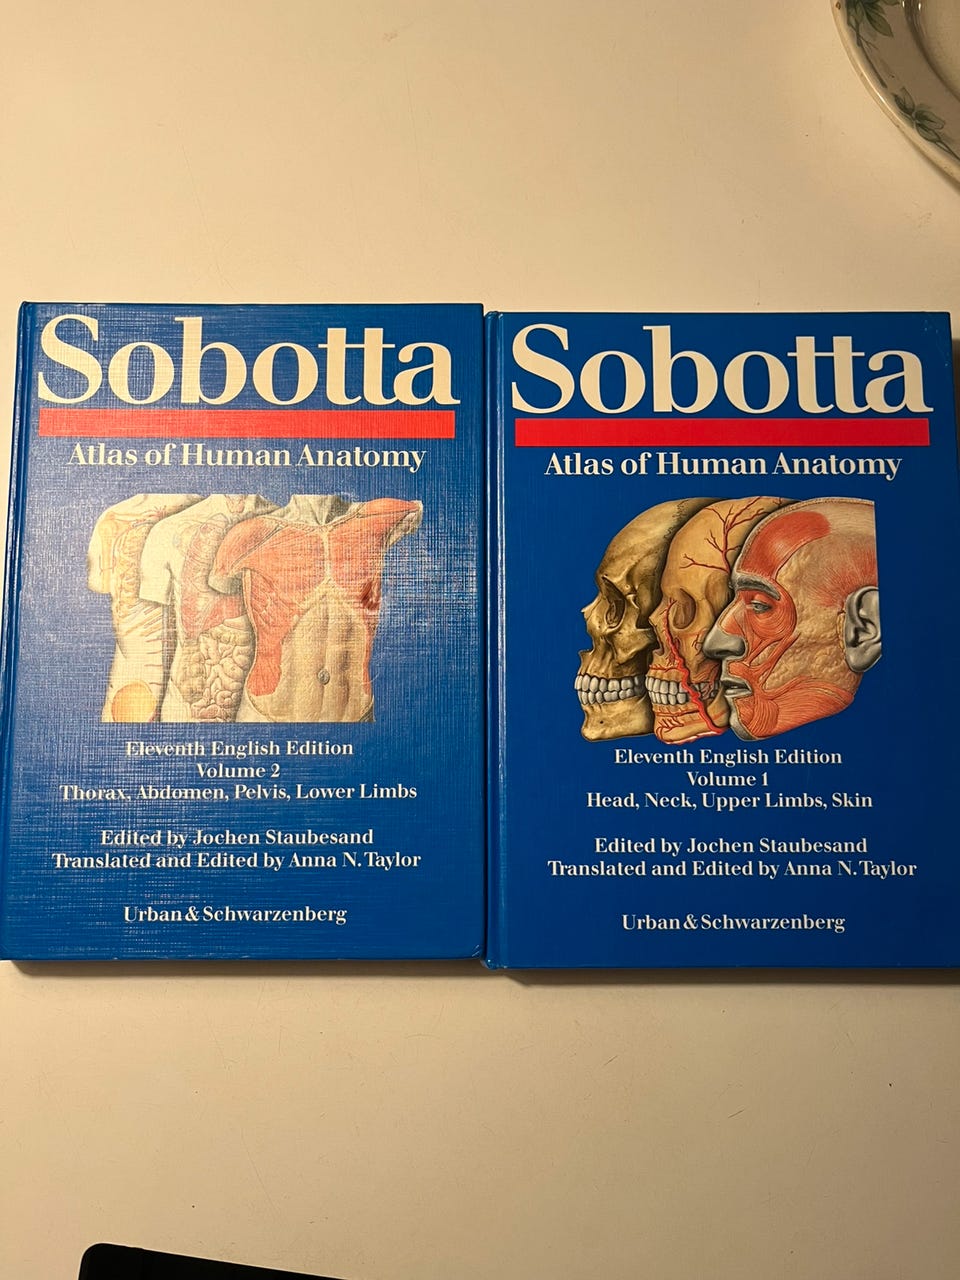 Sobotta
Atlas of Human Anatomy
Eleventh English Edition
Volume 2
Thorax, Abdomen, Pelvis, Lower Limbs
Edited by Jochen Staubesand
Translated and Edited by Anna N. Taylor
Urban & Schwarzenberg
Sobotta
Atlas of Human Anatomy
Eleventh English Edition
Volume 1
Head, Neck, Upper Limbs, Skin
Edited by Jochen Staubesand
Translated and Edited by Anna N. Taylor
Urban & Schwarzenberg